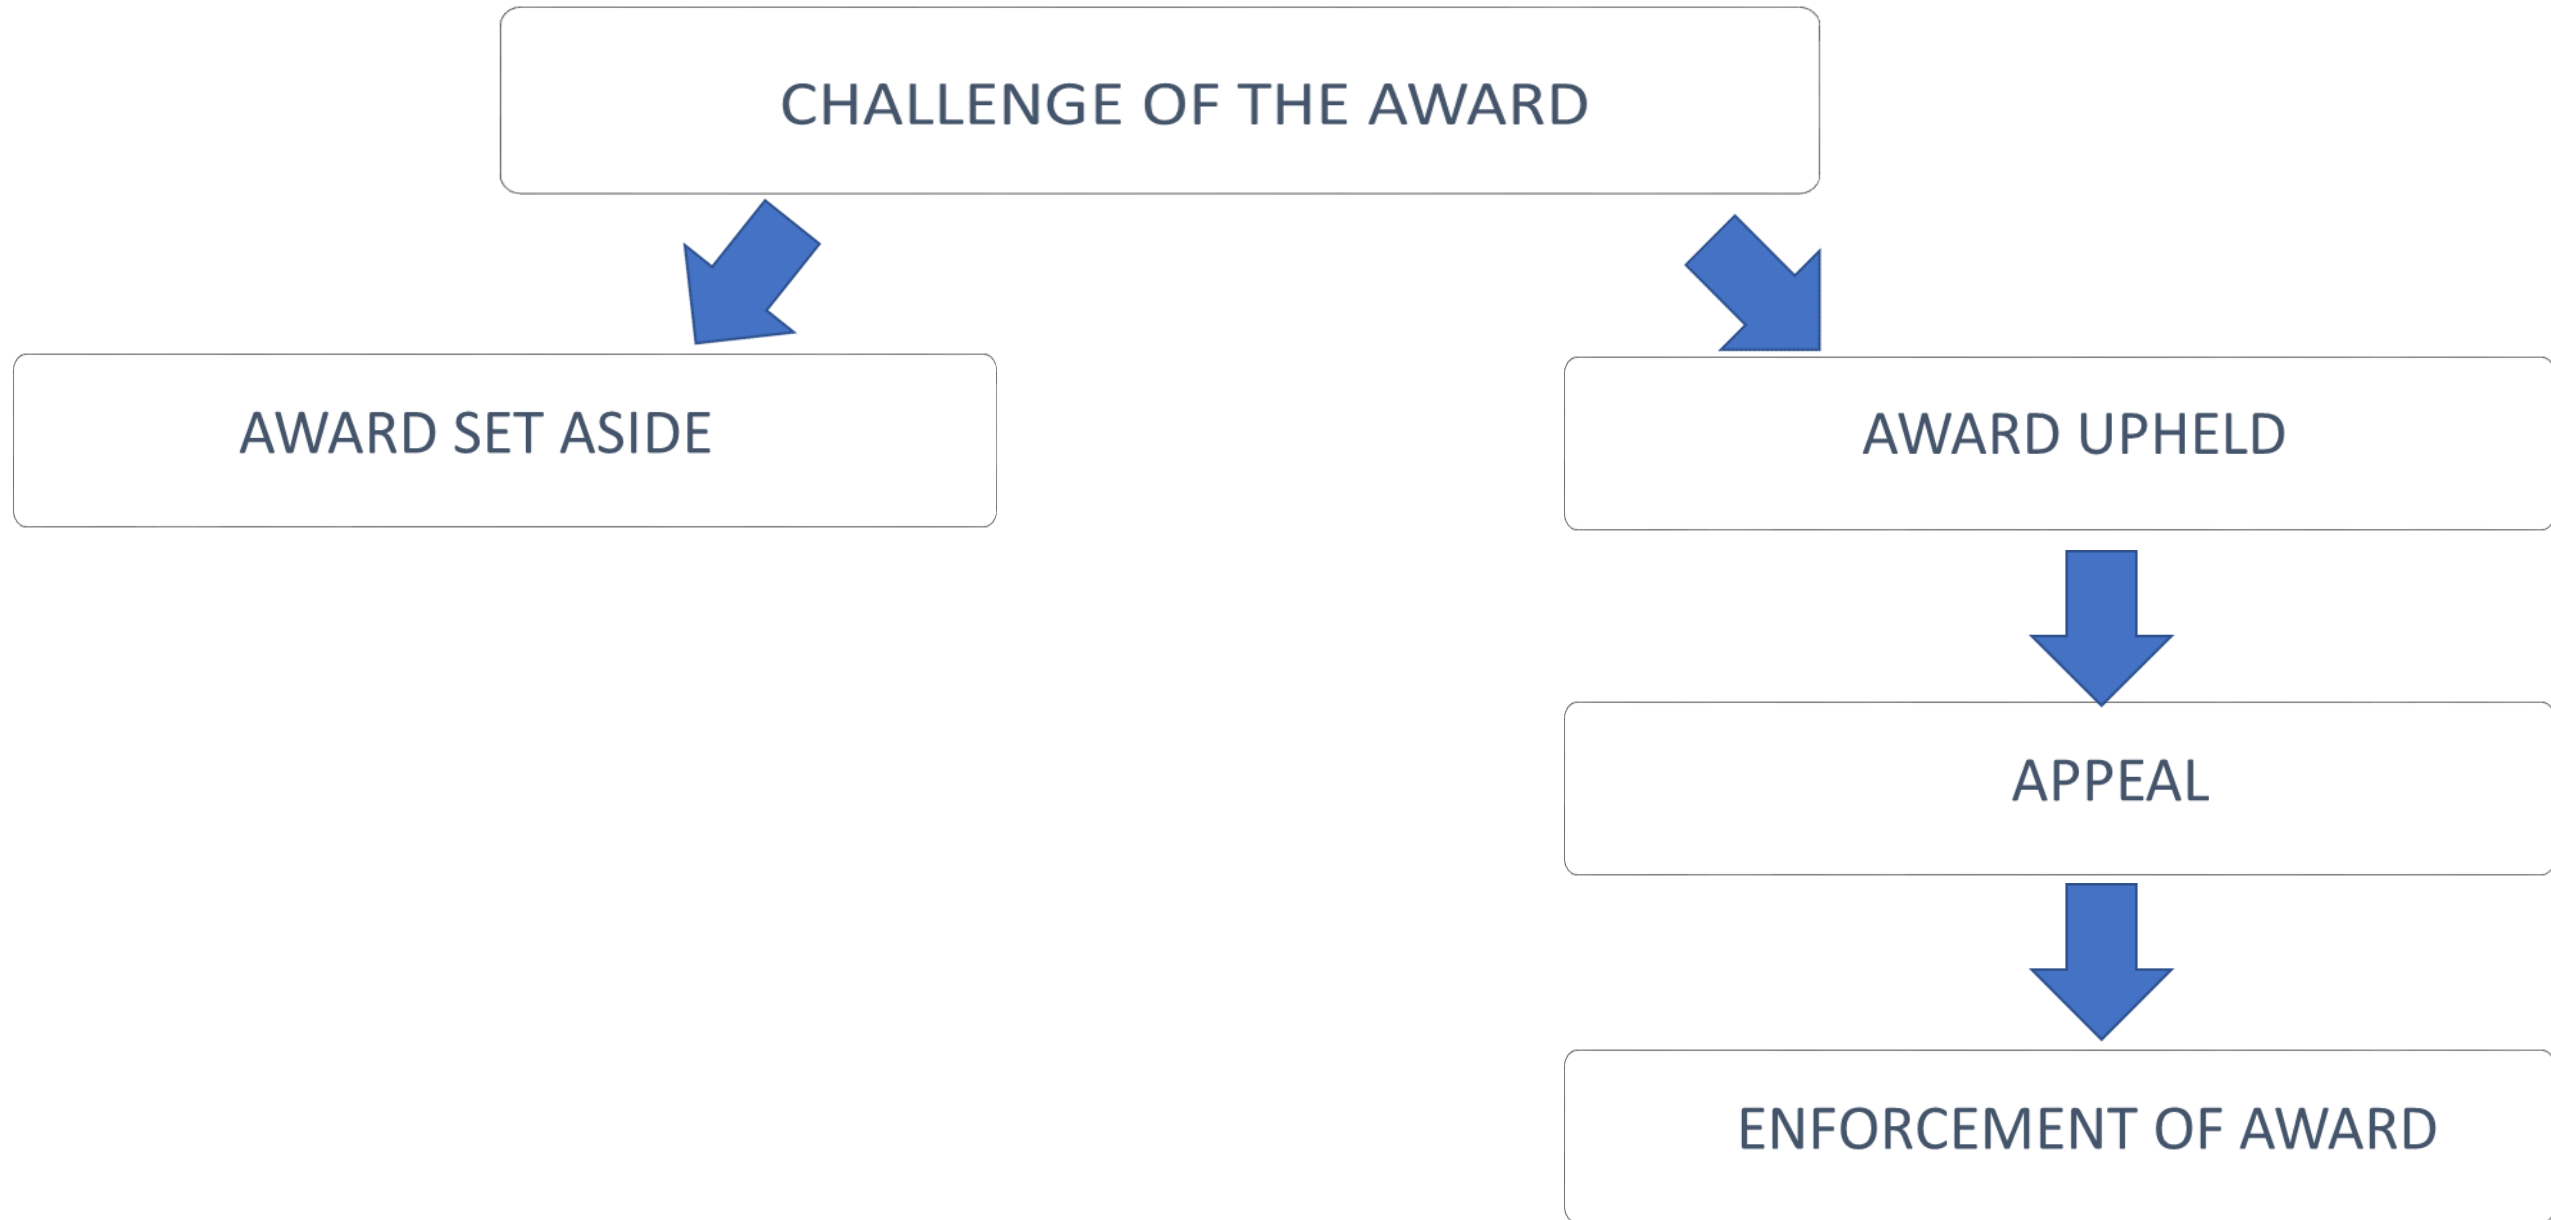 CHALLENGE OF THE AWARD
AWARD SET ASIDE
AWARD UPHELD
APPEAL
ENFORCEMENT OF AWARD